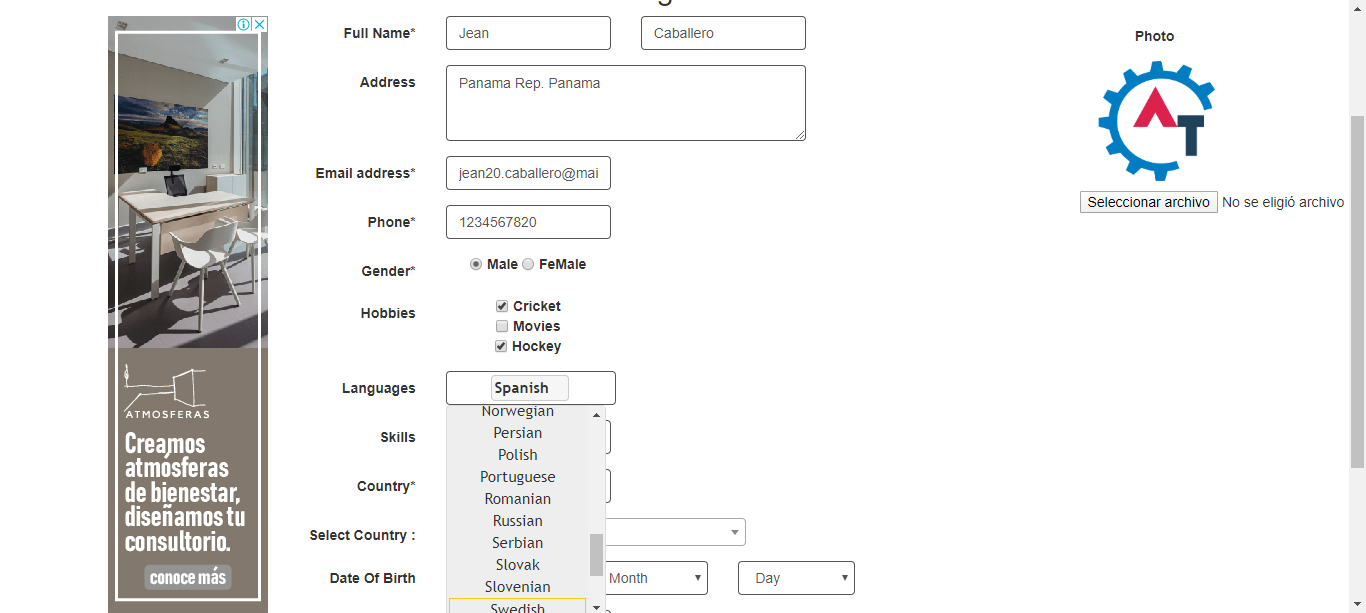 Full Name*
Jean
Caballero
Photo
Address
Panama Rep. Panama
AT
Email address*
jean20.caballero@mai
Seleccionar archivo No se eligió archivo
Phone*
1234567820
Gender*
Male FeMale
Hobbies
Cricket
Movies
Hockey
Languages
Spanish
Norwegian
Persian
Polish
Portuguese
Romanian
Russian
Serbian
Slovak
Slovenian
Swedish
Skills
Country*
Select Country :
Date Of Birth
Month
Day
ATMOSFERAS
Creamos
atmósferas
de bienestar,
diseñamos tu
consultorio.
conoce más